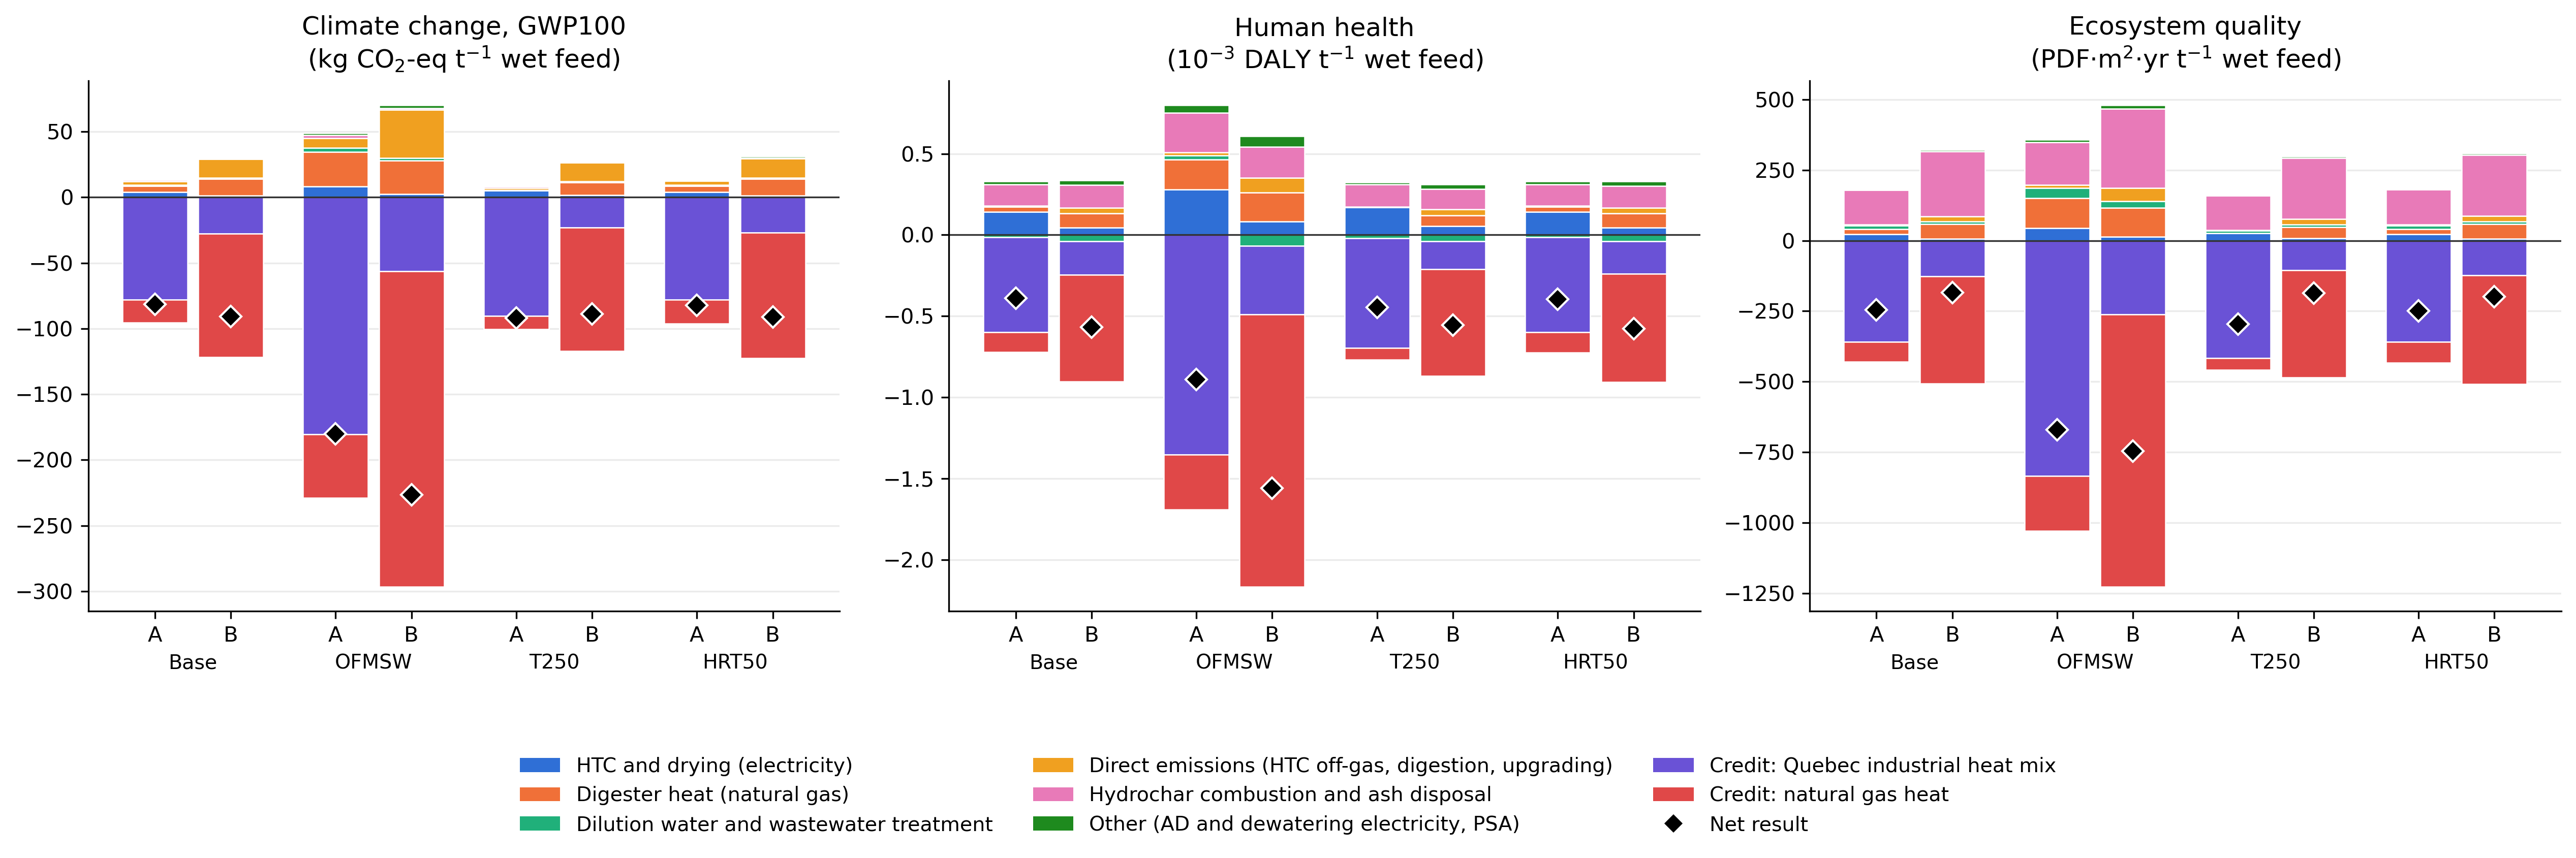 Climate change, GWP100
(kg CO₂-eq t⁻¹ wet feed)
50
0
−50
−100
−150
−200
−250
−300
A B A B A B A B
Base OFMSW T250 HRT50
Human health
(10⁻³ DALY t⁻¹ wet feed)
0.5
0.0
−0.5
−1.0
−1.5
−2.0
A B A B A B A B
Base OFMSW T250 HRT50
Ecosystem quality
(PDF·m²·yr t⁻¹ wet feed)
500
250
0
−250
−500
−750
−1000
−1250
A B A B A B A B
Base OFMSW T250 HRT50
HTC and drying (electricity)
Digester heat (natural gas)
Dilution water and wastewater treatment
Direct emissions (HTC off-gas, digestion, upgrading)
Hydrochar combustion and ash disposal
Other (AD and dewatering electricity, PSA)
Credit: Quebec industrial heat mix
Credit: natural gas heat
Net result